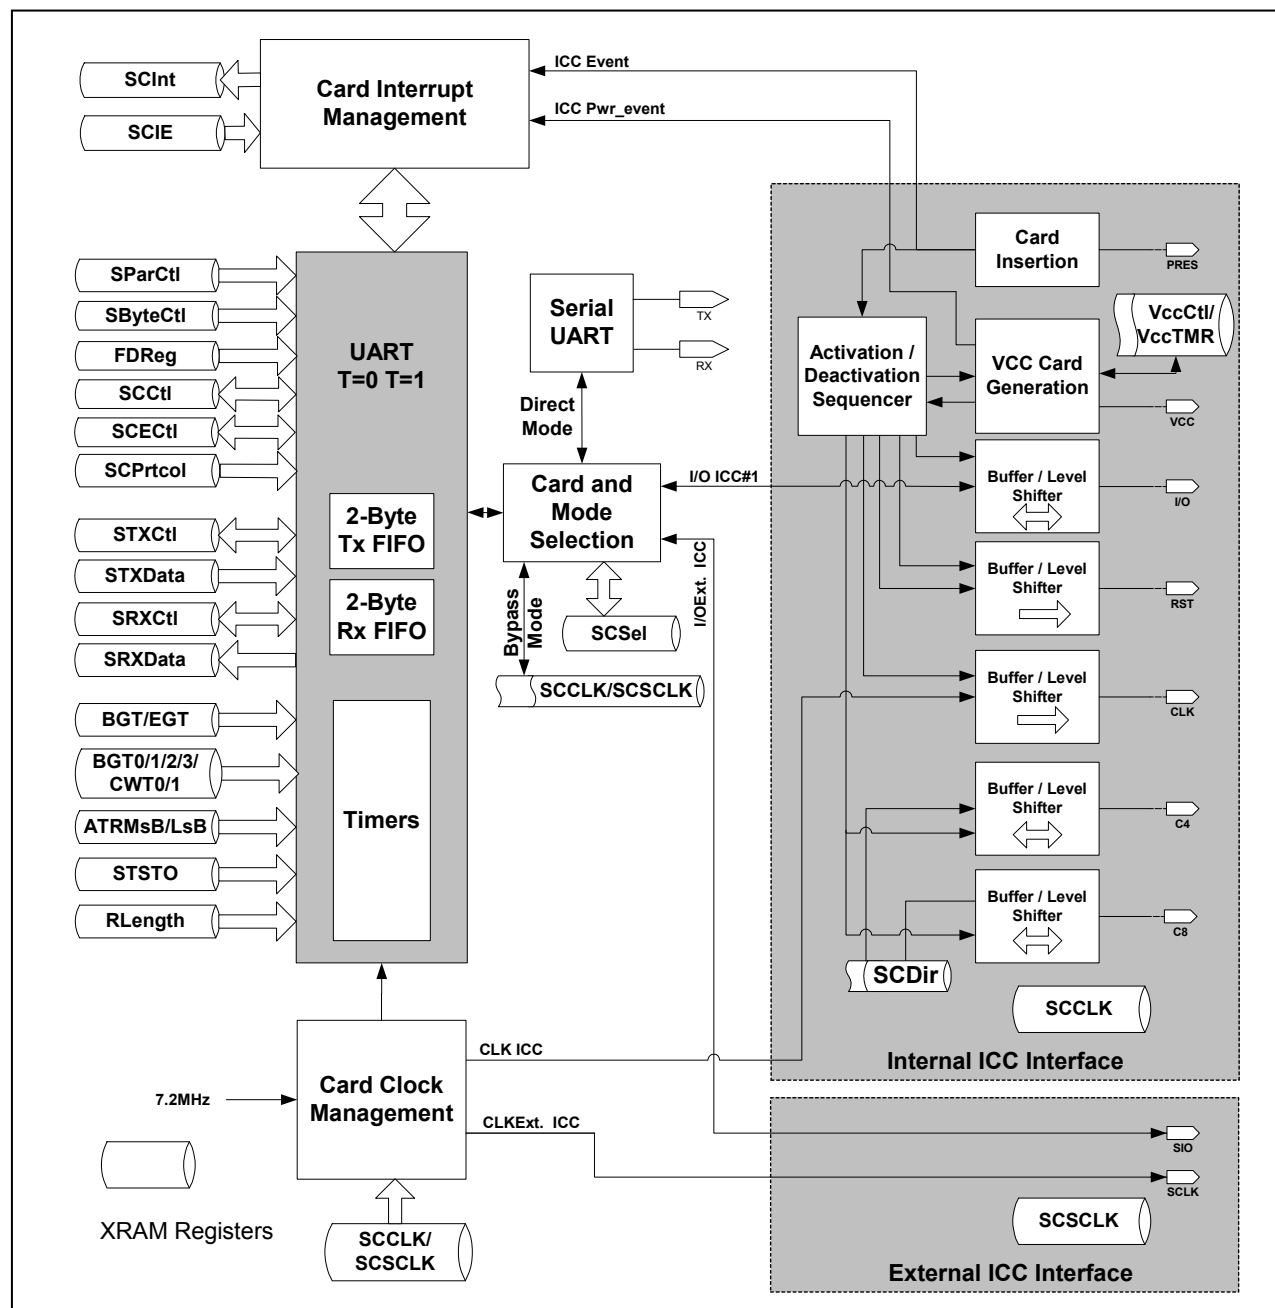 SCInt
SCIE
Card Interrupt
Management
ICC Event
ICC Pwr_event
SParCtl
SByteCtl
FDReg
SCCtl
SCECtl
SCPrtcol
STXCtl
STXData
SRXCtl
SRXData
BGT/EGT
BGT0/1/2/3/
CWT0/1
ATRMsB/LsB
STSTO
RLength
UART
T=0 T=1
2-Byte
Tx FIFO
2-Byte
Rx FIFO
Timers
Serial
UART
TX
RX
Direct
Mode
Card and
Mode
Selection
I/O ICC#1
I/OExt. ICC
Bypass
Mode
SCSel
SCCLK/SCSCLK
Card
Insertion
PRES
VccCtl/
VccTMR
Activation /
Deactivation
Sequencer
VCC Card
Generation
VCC
Buffer / Level
Shifter
I/O
Buffer / Level
Shifter
RST
Buffer / Level
Shifter
CLK
Buffer / Level
Shifter
C4
Buffer / Level
Shifter
C8
SCDir
SCCLK
Internal ICC Interface
7.2MHz
Card Clock
Management
CLK ICC
CLKExt. ICC
SIO
SCLK
SCSCLK
External ICC Interface
XRAM Registers
SCCLK/
SCSCLK